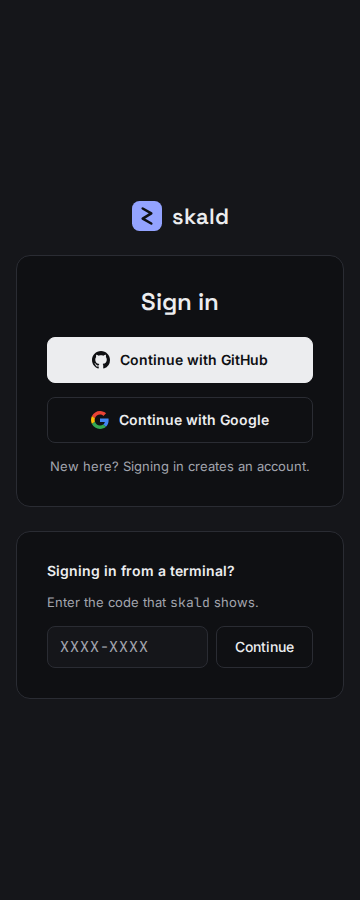 skald
Sign in
Continue with GitHub
Continue with Google
New here? Signing in creates an account.
Signing in from a terminal?
Enter the code that skald shows.
XXXX-XXXX
Continue